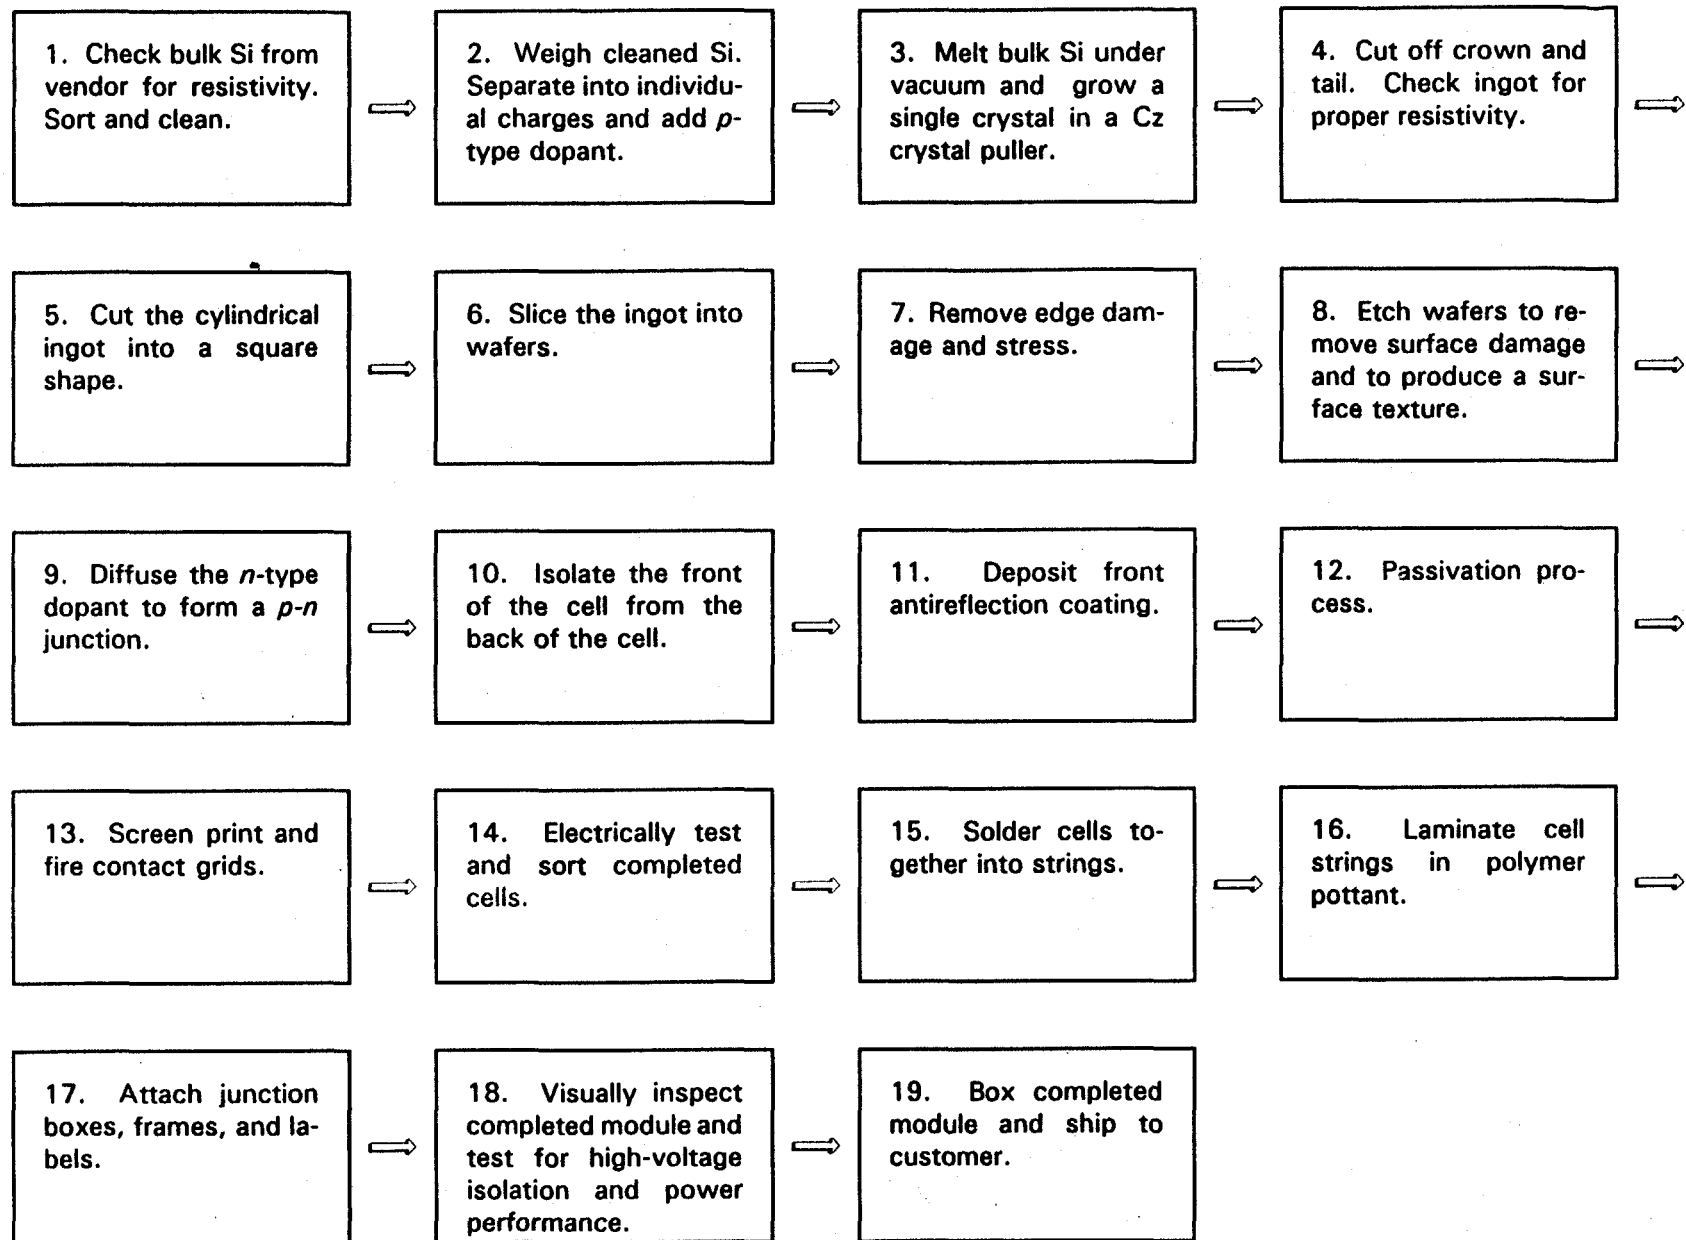 1. Check bulk Si from
vendor for resistivity.
Sort and clean.
2. Weigh cleaned Si.
Separate into individu-
al charges and add p-
type dopant.
3. Melt bulk Si under
vacuum and grow a
single crystal in a Cz
crystal puller.
4. Cut off crown and
tail. Check ingot for
proper resistivity.
5. Cut the cylindrical
ingot into a square
shape.
6. Slice the ingot into
wafers.
7. Remove edge dam-
age and stress.
8. Etch wafers to re-
move surface damage
and to produce a sur-
face texture.
9. Diffuse the n-type
dopant to form a p-n
junction.
10. Isolate the front
of the cell from the
back of the cell.
11. Deposit front
antireflection coating.
12. Passivation pro-
cess.
13. Screen print and
fire contact grids.
14. Electrically test
and sort completed
cells.
15. Solder cells to-
gether into strings.
16. Laminate cell
strings in polymer
pottant.
17. Attach junction
boxes, frames, and la-
bels.
18. Visually inspect
completed module and
test for high-voltage
isolation and power
performance.
19. Box completed
module and ship to
customer.